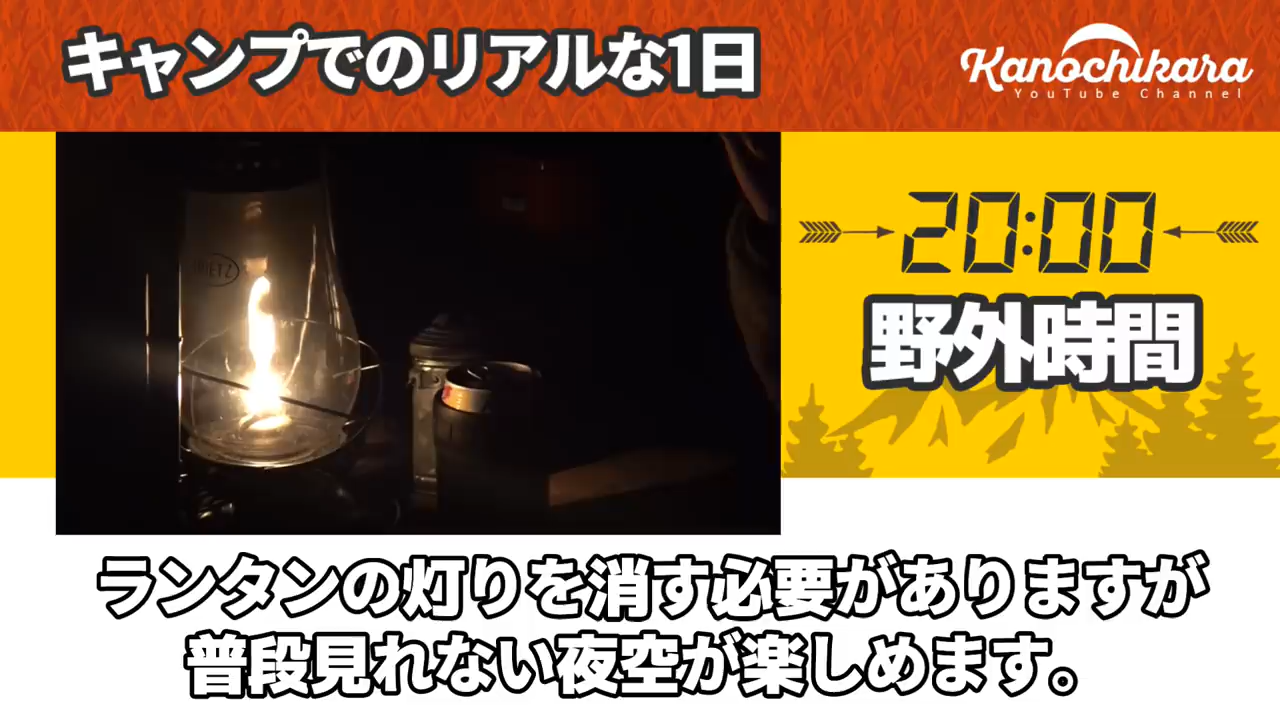 キャンプでのリアルな1日
Kanochikara
YouTube Channel
20:00
野外時間
ランタンの灯りを消す必要がありますが
普段見れない夜空が楽しめます。